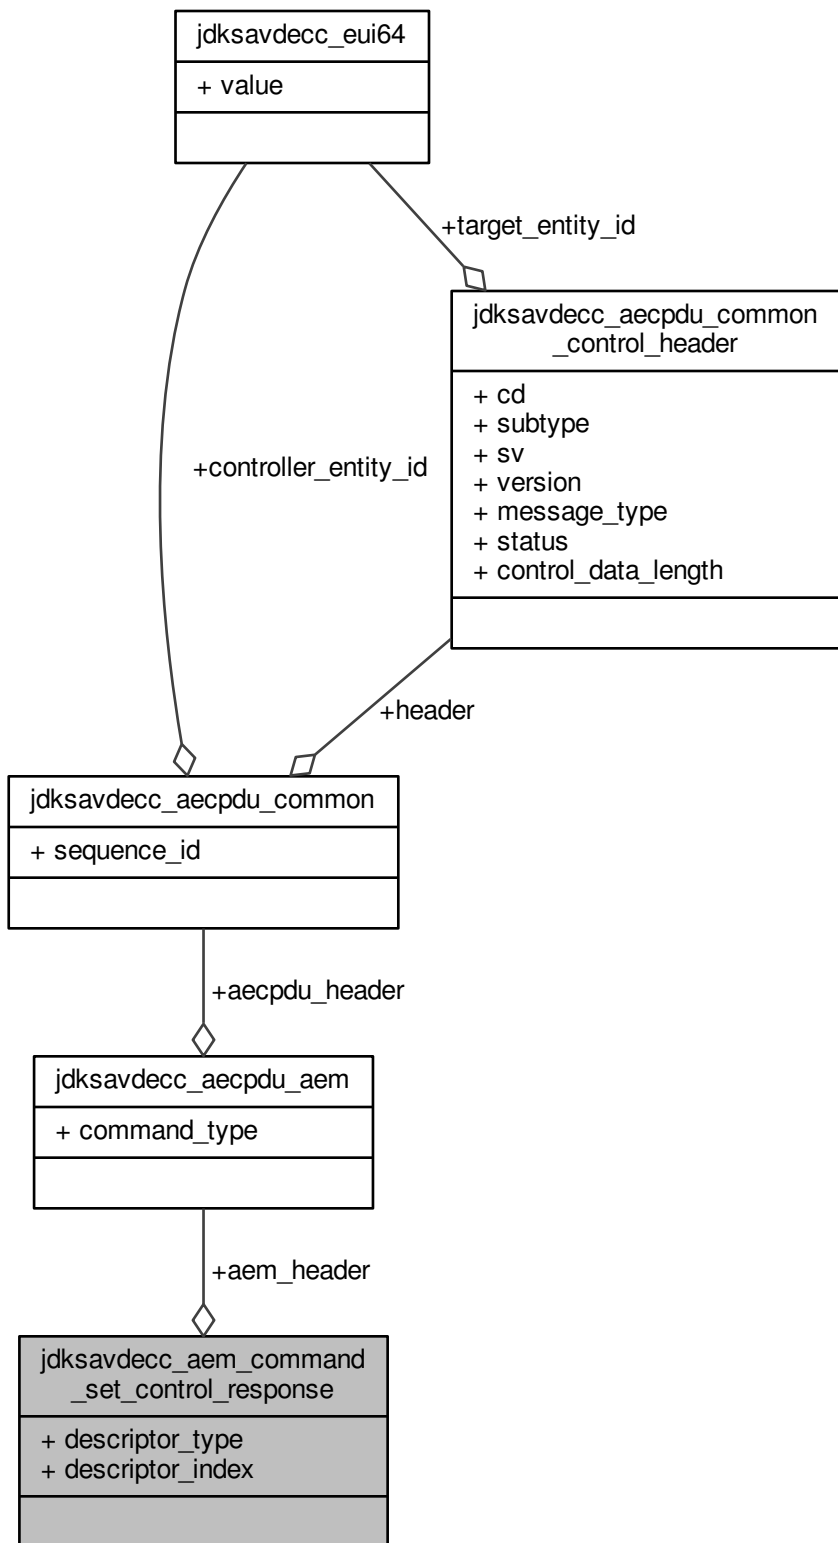 jdksavdecc_eui64
+ value
+target_entity_id
jdksavdecc_aecpdu_common
_control_header
+ cd
+ subtype
+ sv
+ version
+ message_type
+ status
+ control_data_length
+controller_entity_id
+header
jdksavdecc_aecpdu_common
+ sequence_id
+aecpdu_header
jdksavdecc_aecpdu_aem
+ command_type
+aem_header
jdksavdecc_aem_command
_set_control_response
+ descriptor_type
+ descriptor_index